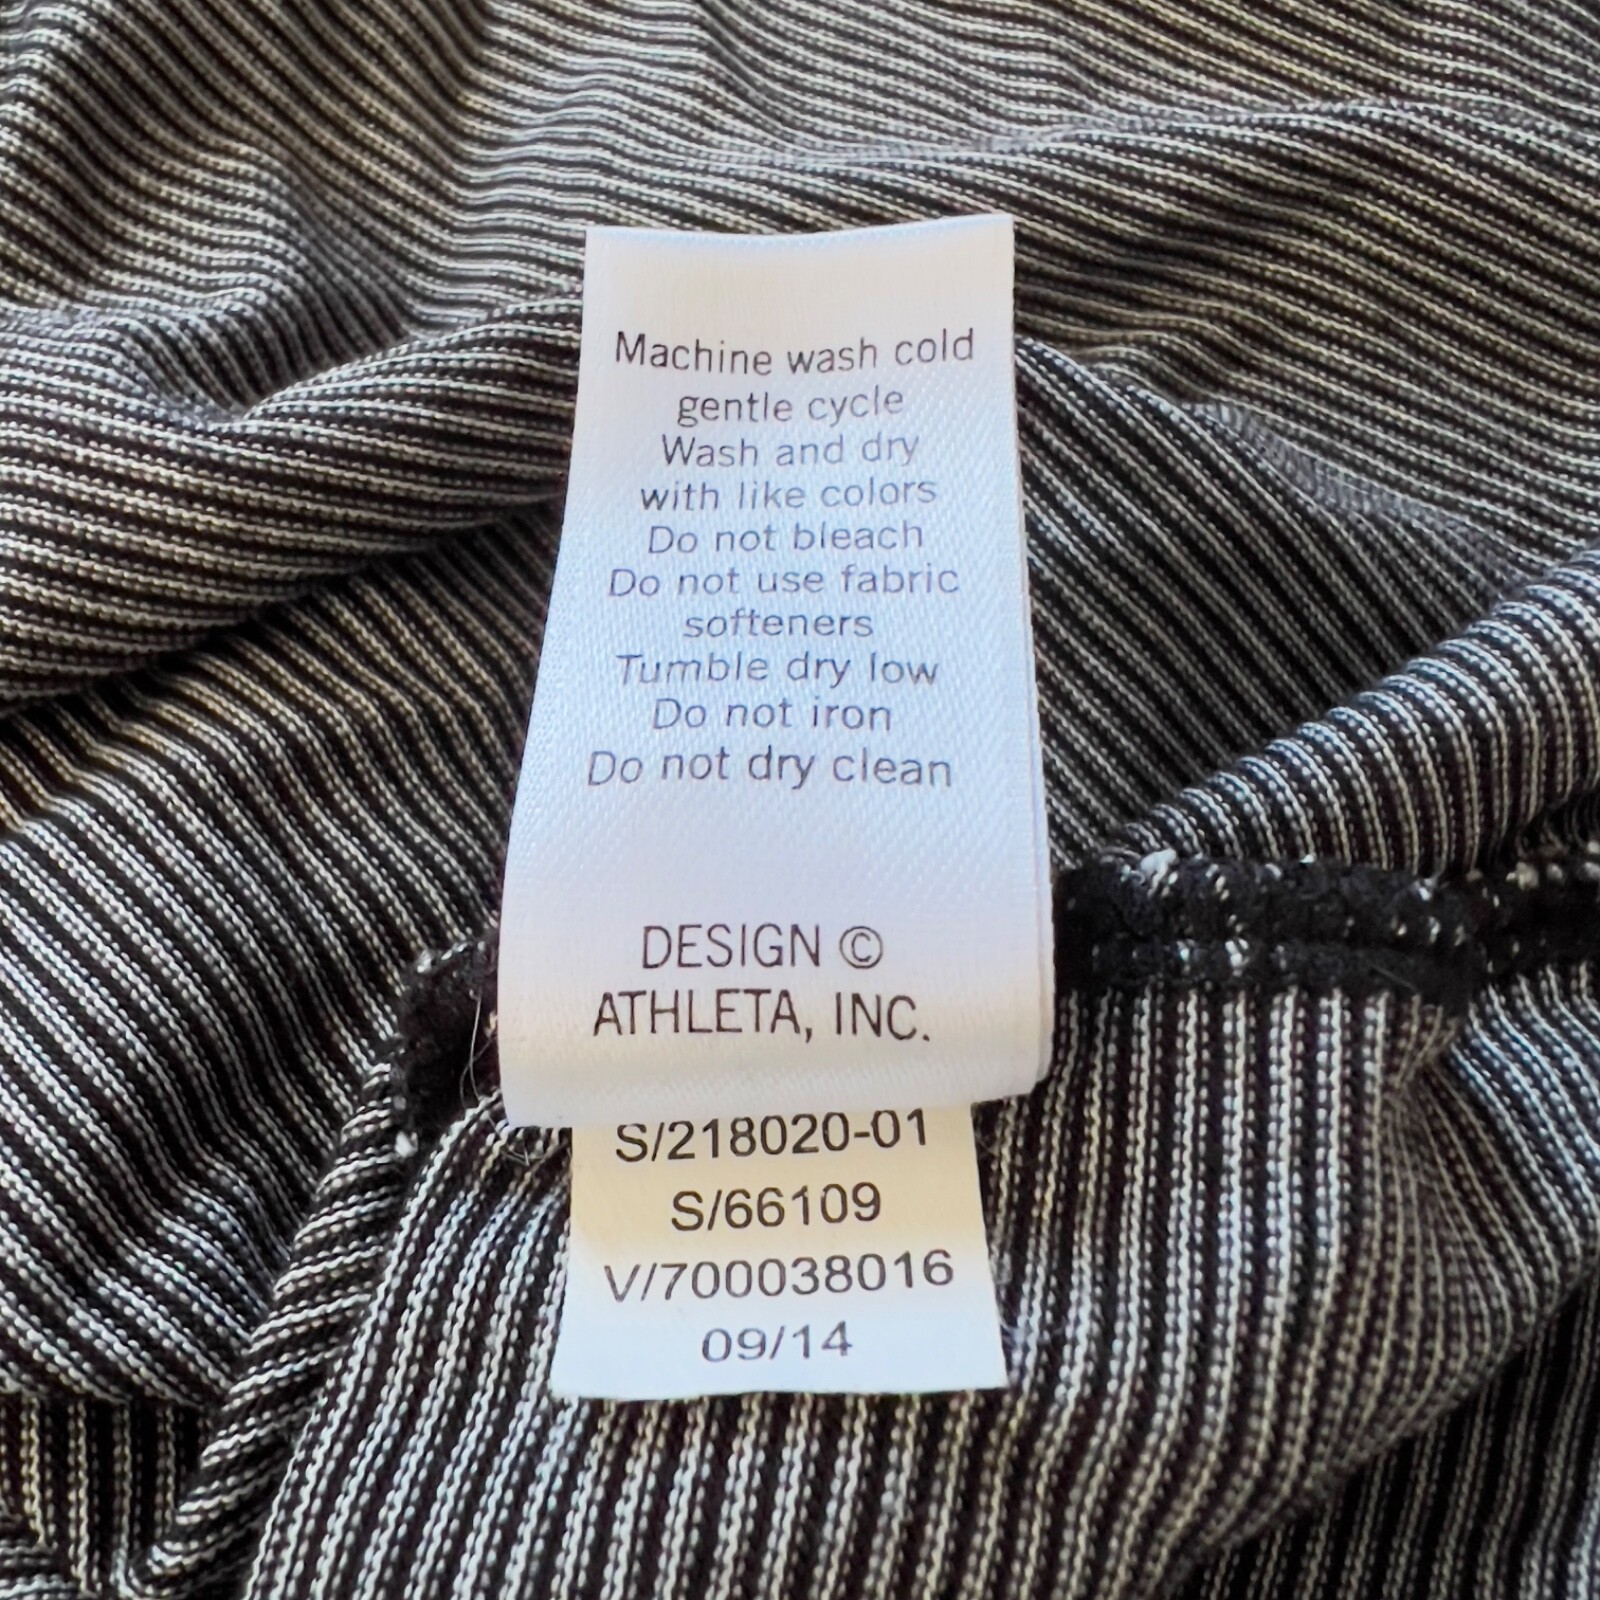 Machine wash cold
gentle cycle
Wash and dry
with like colors
Do not bleach
Do not use fabric
softeners
Tumble dry low
Do not iron
Do not dry clean
DESIGN ©
ATHLETA, INC.
S/218020-01
S/66109
V/700038016
09/14